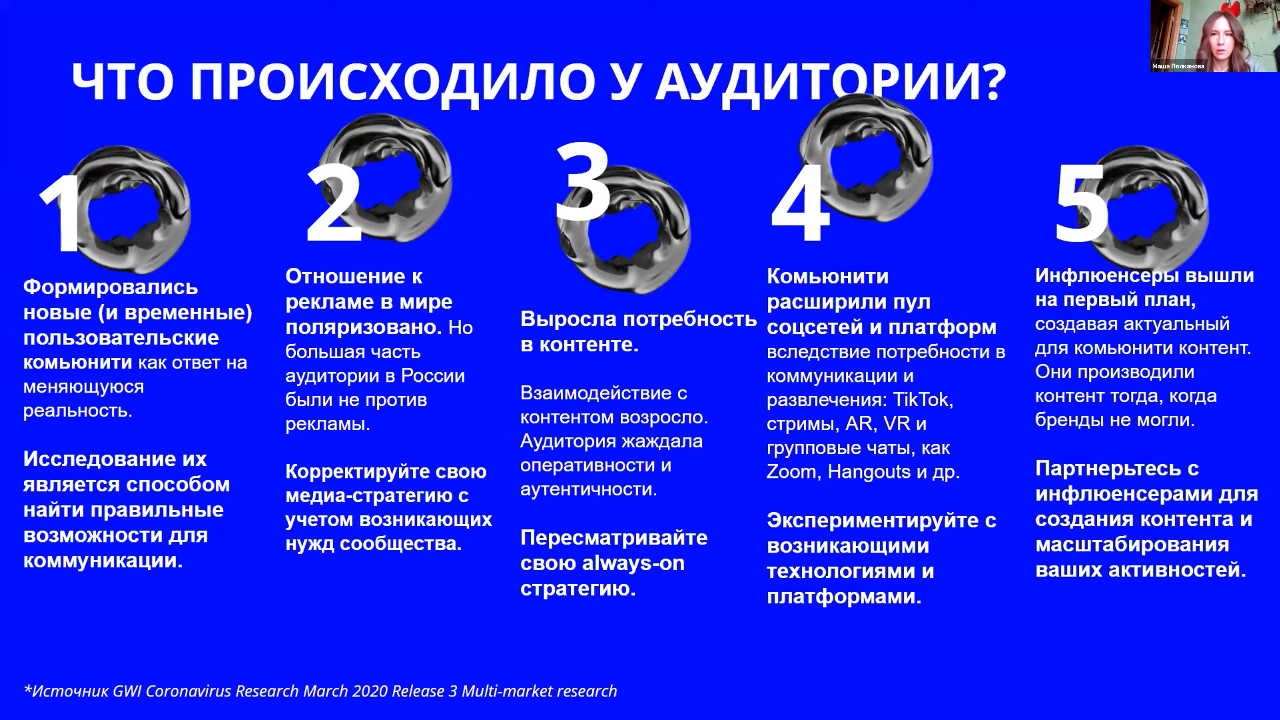 ЧТО ПРОИСХОДИЛО У АУДИТОРИИ?
Маша Полканова
1
Формировались
новые (и временные)
пользовательские
комьюнити как ответ на
меняющуюся
реальность.
Исследование их
является способом
найти правильные
возможности для
коммуникации.
2
Отношение к
рекламе в мире
поляризовано. Но
большая часть
аудитории в России
были не против
рекламы.
Корректируйте свою
медиа-стратегию с
учетом возникающих
нужд сообщества.
3
Выросла потребность
в контенте.
Взаимодействие с
контентом возросло.
Аудитория жаждала
оперативности и
аутентичности.
Пересматривайте
свою always-on
стратегию.
4
Комьюнити
расширили пул
соцсетей и платформ
вследствие потребности в
коммуникации и
развлечения: TikTok,
стримы, AR, VR и
групповые чаты, как
Zoom, Hangouts и др.
Экспериментируйте с
возникающими
технологиями и
платформами.
5
Инфлюенсеры вышли
на первый план,
создавая актуальный
для комьюнити контент.
Они производили
контент тогда, когда
бренды не могли.
Партнерьтесь с
инфлюенсерами для
создания контента и
масштабирования
ваших активностей.
*Источник GWI Coronavirus Research March 2020 Release 3 Multi-market research